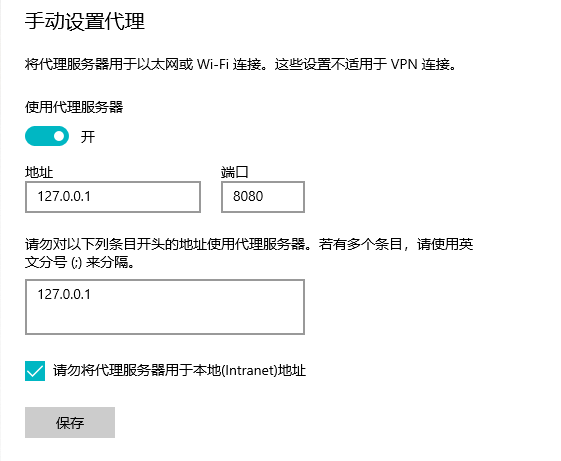 手动设置代理
将代理服务器用于以太网或 Wi-Fi 连接。这些设置不适用于 VPN 连接。
使用代理服务器
开
地址 端口
127.0.0.1 8080
请勿对以下列条目开头的地址使用代理服务器。若有多个条目，请使用英
文分号 (;) 来分隔。
127.0.0.1
请勿将代理服务器用于本地(Intranet)地址
保存